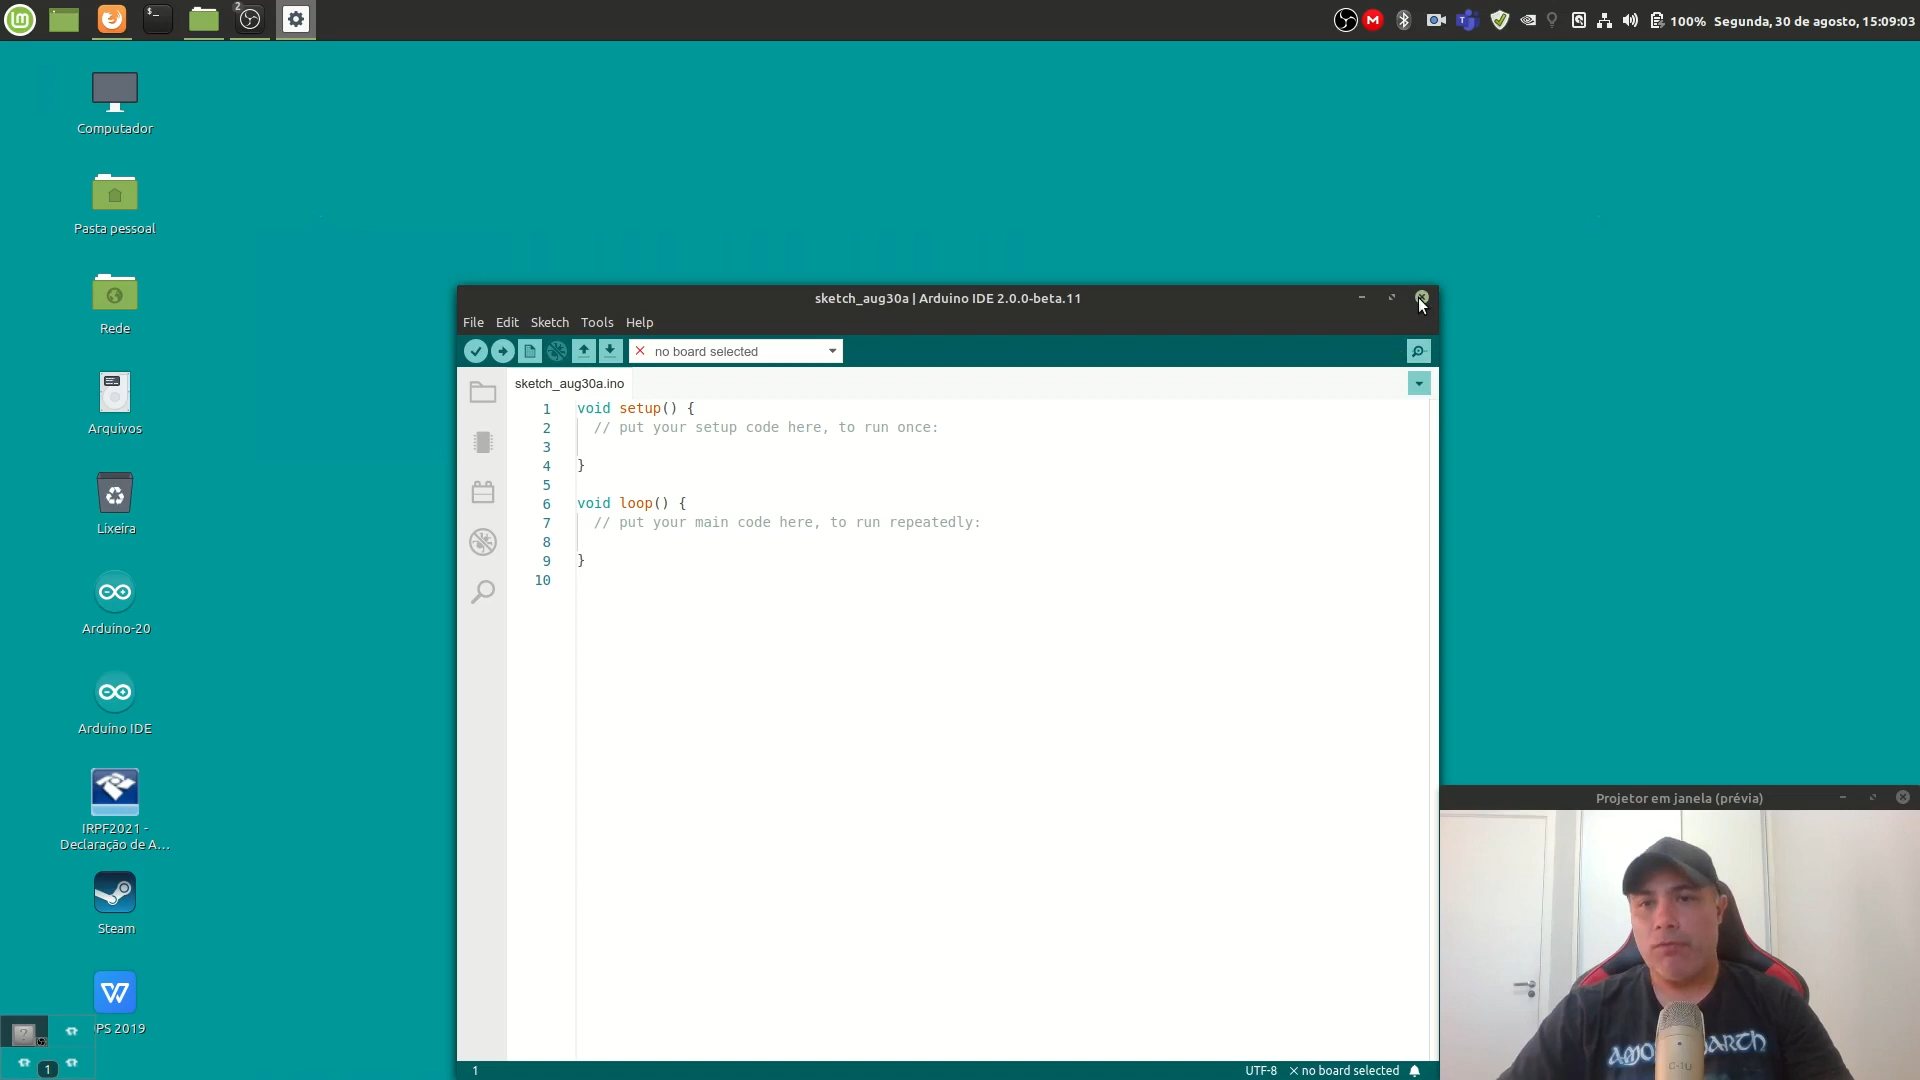 2
100% Segunda, 30 de agosto, 15:09:03
Computador
Pasta pessoal
Rede
Arquivos
Lixeira
Arduino-20
Arduino IDE
IRPF2021 -
Declaração de A...
Steam
PS 2019
1
sketch_aug30a | Arduino IDE 2.0.0-beta.11
File Edit Sketch Tools Help
no board selected
sketch_aug30a.ino
1 void setup() {
2 // put your setup code here, to run once:
3
4 }
5
6 void loop() {
7 // put your main code here, to run repeatedly:
8
9 }
10
1 UTF-8 no board selected
Projetor em janela (prévia)
C-1U